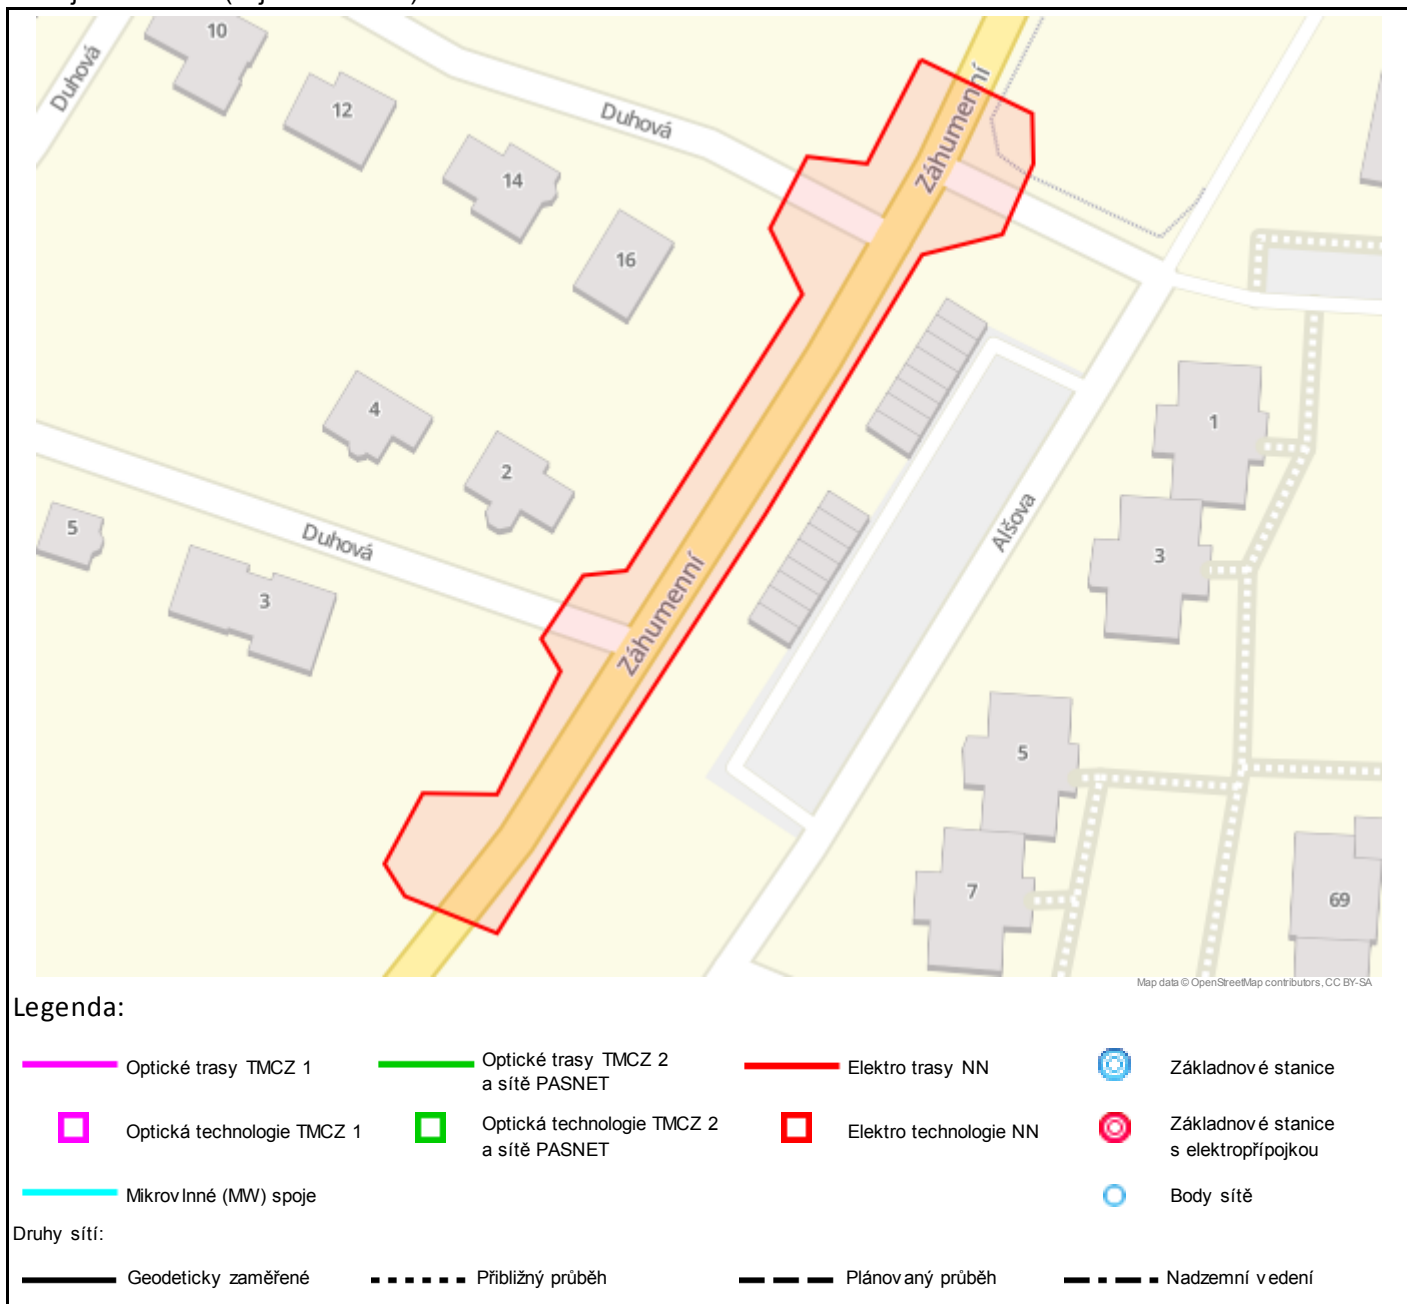 10
Duhová
12
Duhová
Záhumenní
14
16
4
1
2
5
Duhová
Alšova
3
3
Záhumenní
5
7
69
Map data © OpenStreetMap contributors, CC BY-SA
Legenda:
Optické trasy TMCZ 1
Optické trasy TMCZ 2
a sítě PASNET
Elektro trasy NN
Základnové stanice
Optická technologie TMCZ 1
Optická technologie TMCZ 2
a sítě PASNET
Elektro technologie NN
Základnové stanice
s elektropřípojkou
Mikrovlnné (MW) spoje
Body sítě
Druhy sítí:
Geodeticky zaměřené
Přibližný průběh
Plánovaný průběh
Nadzemní vedení